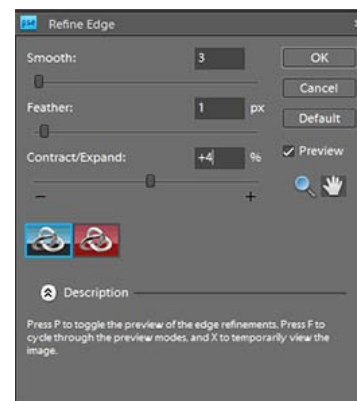 pse Refine Edge
Smooth: 3 OK
Cancel
Feather: 1 px Default
Contract/Expand: +4 % Preview
− +
Description
Press P to toggle the preview of the edge refinements. Press F to
cycle through the preview modes, and X to temporarily view the
image.